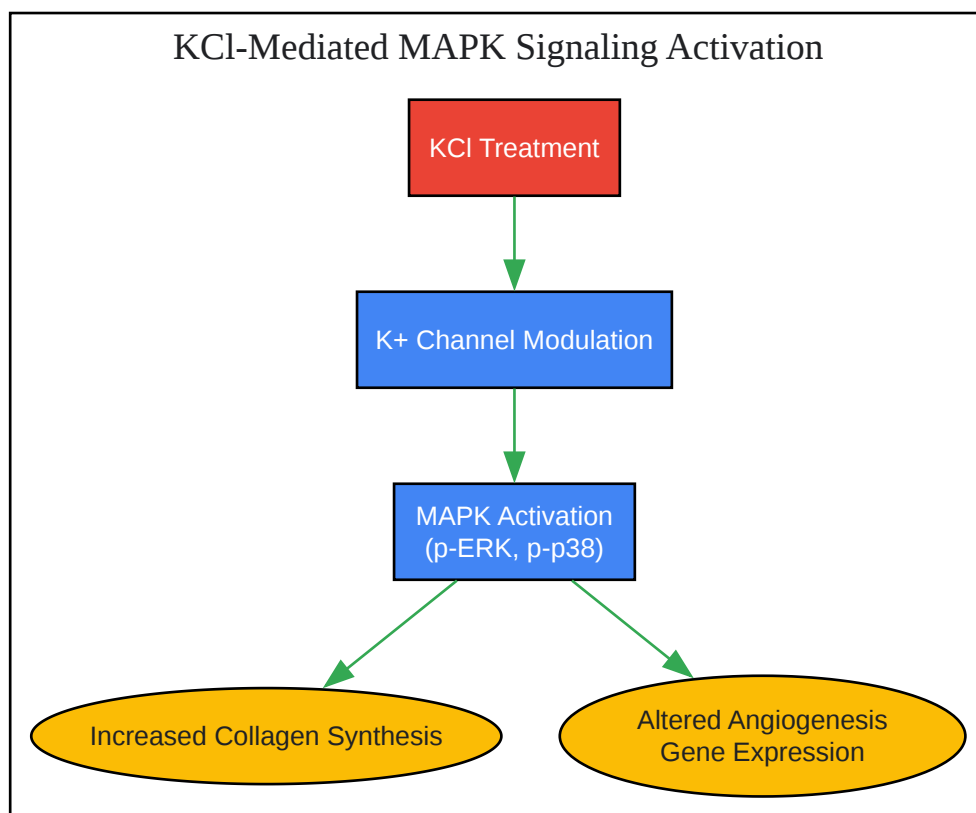 KCl-Mediated MAPK Signaling Activation
KCl Treatment
K+ Channel Modulation
MAPK Activation
(p-ERK, p-p38)
Increased Collagen Synthesis
Altered Angiogenesis
Gene Expression